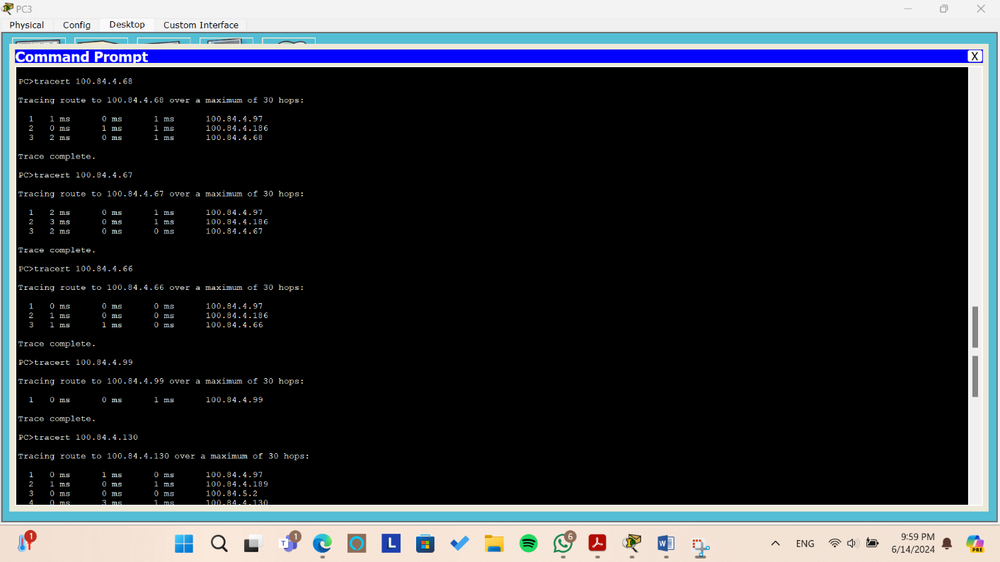 PC3
Physical Config Desktop Custom Interface
Command Prompt
X
PC>tracert 100.84.4.68
Tracing route to 100.84.4.68 over a maximum of 30 hops:
1 1 ms 0 ms 1 ms 100.84.4.97
2 0 ms 1 ms 1 ms 100.84.4.186
3 2 ms 0 ms 1 ms 100.84.4.68
Trace complete.
PC>tracert 100.84.4.67
Tracing route to 100.84.4.67 over a maximum of 30 hops:
1 2 ms 0 ms 1 ms 100.84.4.97
2 3 ms 0 ms 1 ms 100.84.4.186
3 2 ms 0 ms 0 ms 100.84.4.67
Trace complete.
PC>tracert 100.84.4.66
Tracing route to 100.84.4.66 over a maximum of 30 hops:
1 0 ms 0 ms 0 ms 100.84.4.97
2 1 ms 0 ms 0 ms 100.84.4.186
3 1 ms 1 ms 0 ms 100.84.4.66
Trace complete.
PC>tracert 100.84.4.99
Tracing route to 100.84.4.99 over a maximum of 30 hops:
1 0 ms 0 ms 1 ms 100.84.4.99
Trace complete.
PC>tracert 100.84.4.130
Tracing route to 100.84.4.130 over a maximum of 30 hops:
1 0 ms 1 ms 0 ms 100.84.4.97
2 1 ms 0 ms 1 ms 100.84.4.189
3 0 ms 0 ms 0 ms 100.84.5.2
4 0 ms 3 ms 1 ms 100.84.4.130
1
T 1
L
6
W
ENG
9:59 PM
6/14/2024
PRE